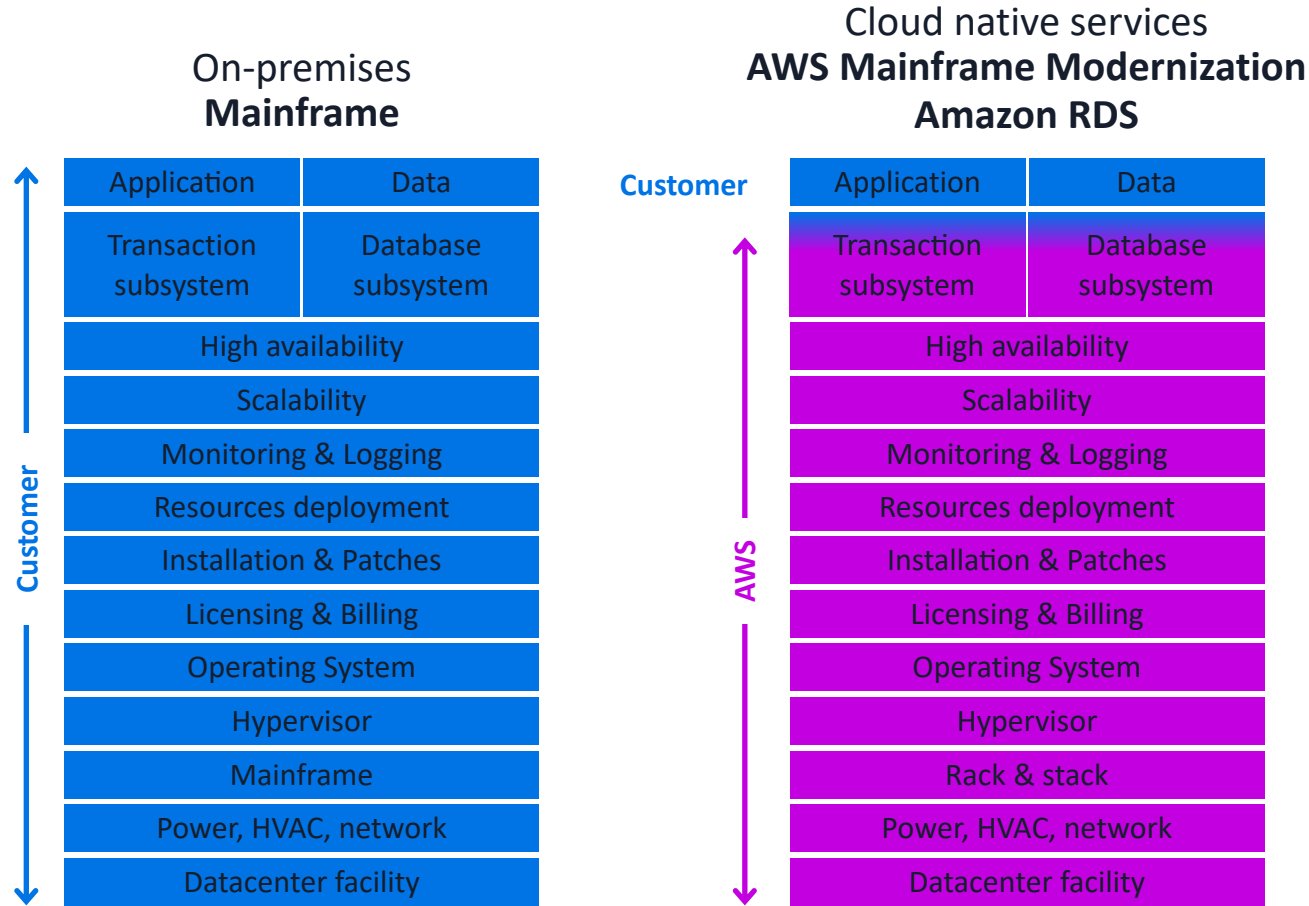 On-premises
Mainframe
Customer
Application
Data
Transaction
subsystem
Database
subsystem
High availability
Scalability
Monitoring & Logging
Resources deployment
Installation & Patches
Licensing & Billing
Operating System
Hypervisor
Mainframe
Power, HVAC, network
Datacenter facility
Cloud native services
AWS Mainframe Modernization
Amazon RDS
Customer
AWS
Application
Data
Transaction
subsystem
Database
subsystem
High availability
Scalability
Monitoring & Logging
Resources deployment
Installation & Patches
Licensing & Billing
Operating System
Hypervisor
Rack & stack
Power, HVAC, network
Datacenter facility